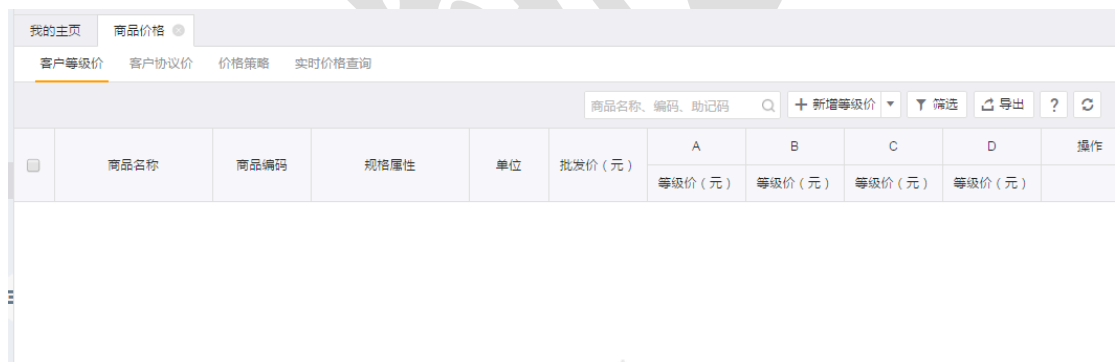 我的主页 商品价格
客户等级价 客户协议价 价格策略 实时价格查询
商品名称、编码、助记码 新增等级价 筛选 导出 ?
商品名称 商品编码 规格属性 单位 批发价（元） A B C D 操作
等级价（元） 等级价（元） 等级价（元） 等级价（元）